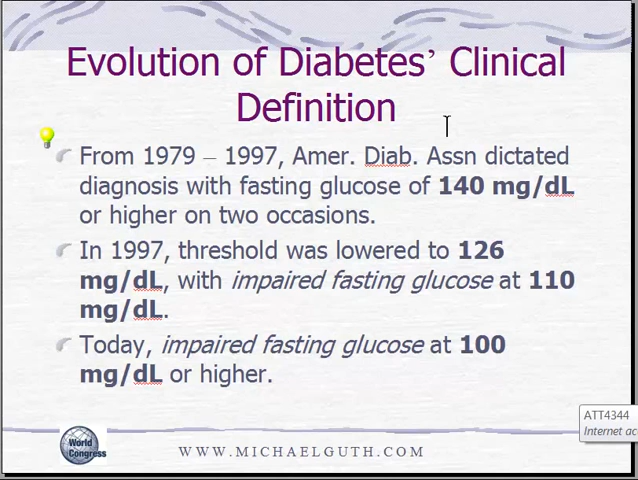 Evolution of Diabetes’ Clinical
Definition
From 1979 – 1997, Amer. Diab. Assn dictated
diagnosis with fasting glucose of 140 mg/dL
or higher on two occasions.
In 1997, threshold was lowered to 126
mg/dL, with impaired fasting glucose at 110
mg/dL.
Today, impaired fasting glucose at 100
mg/dL or higher.
ATT4344
Internet ac
World
Congress
WWW.MICHAELGUTH.COM